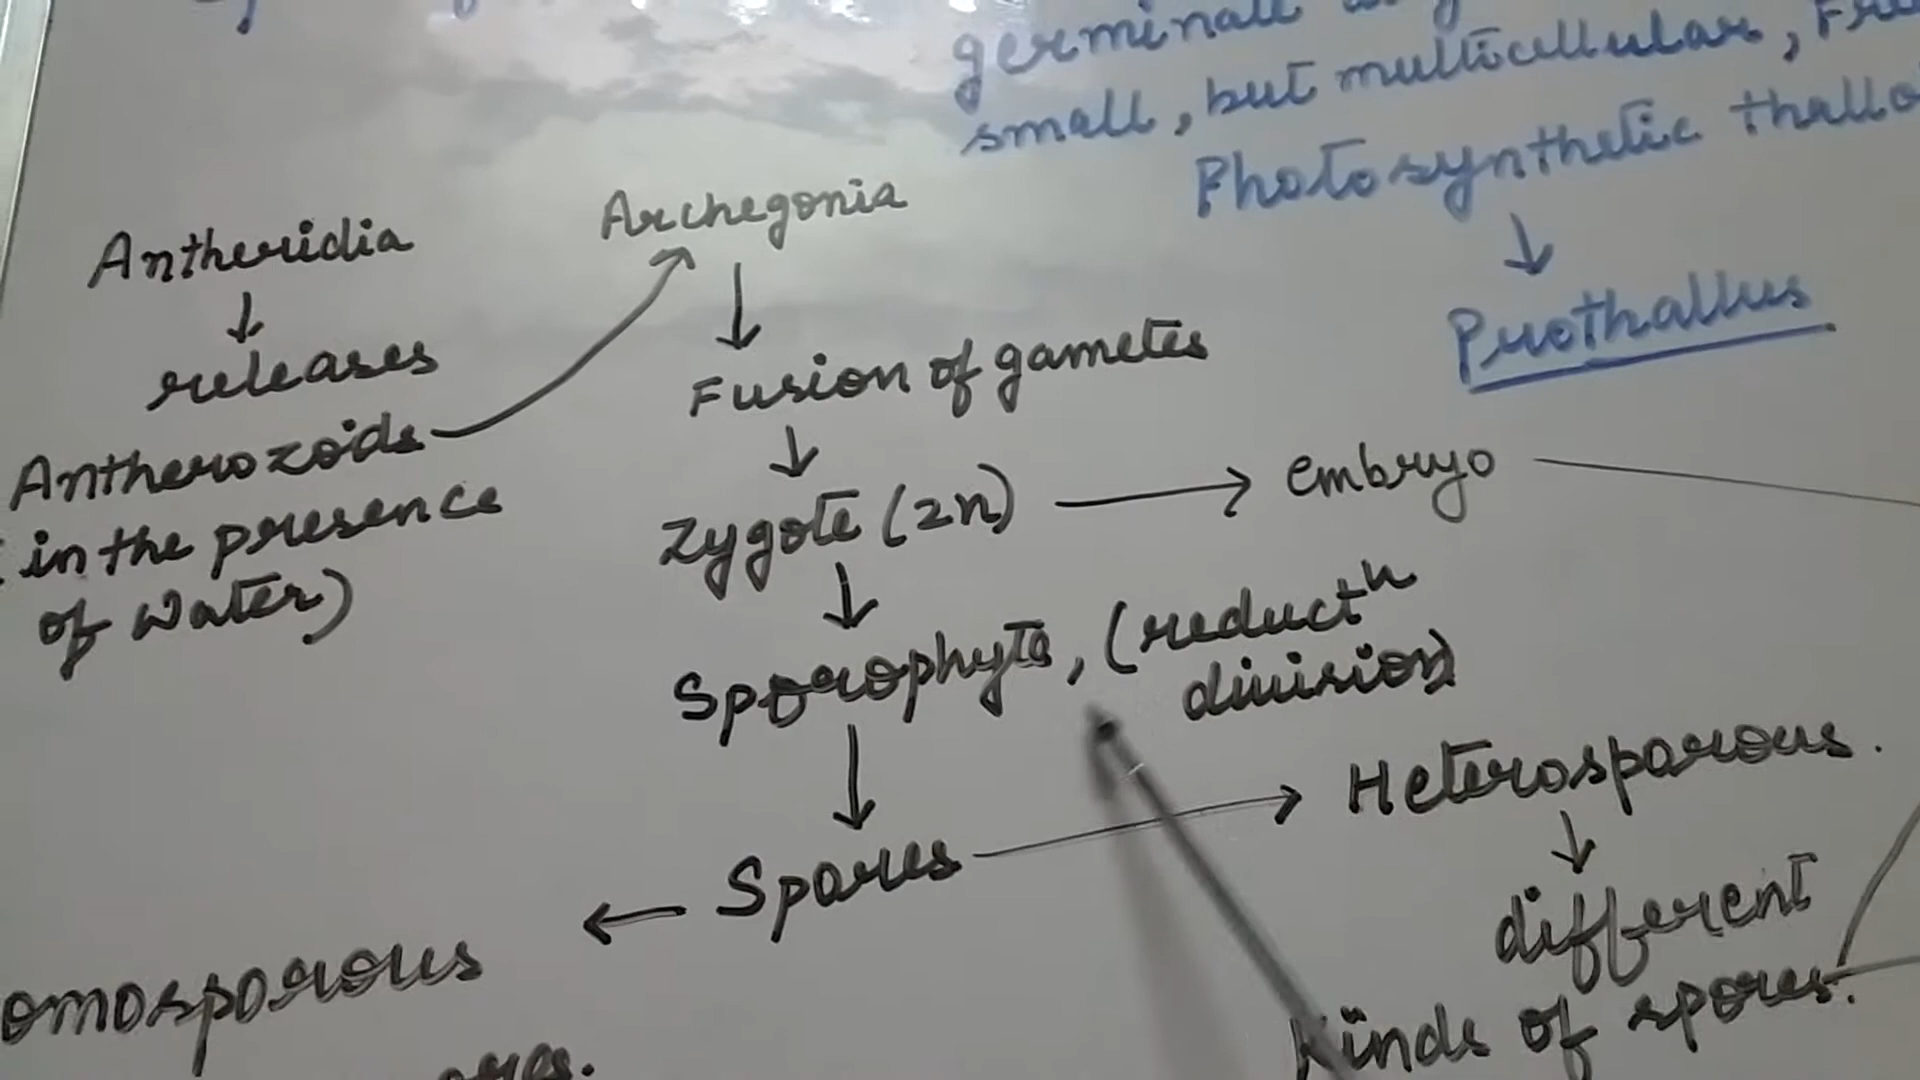 germinate
small, but multicellular,
Photosynthetic
↓
Prothallus
Antheridia
↓
releases
Antherozoids
in the presence
of water)
Archegonia
↓
Fusion of gametes
↓
Zygote (2n) → embryo
↓
Sporophyte, (reductn
division)
↓
Spores → Heterosporous.
↓
different
kinds of spores.
←
omosporous